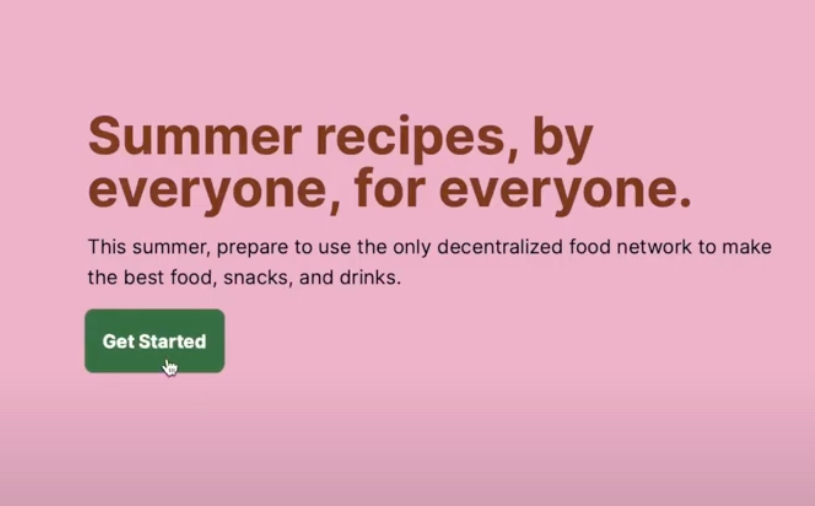 Summer recipes, by
everyone, for everyone.
This summer, prepare to use the only decentralized food network to make
the best food, snacks, and drinks.
Get Started